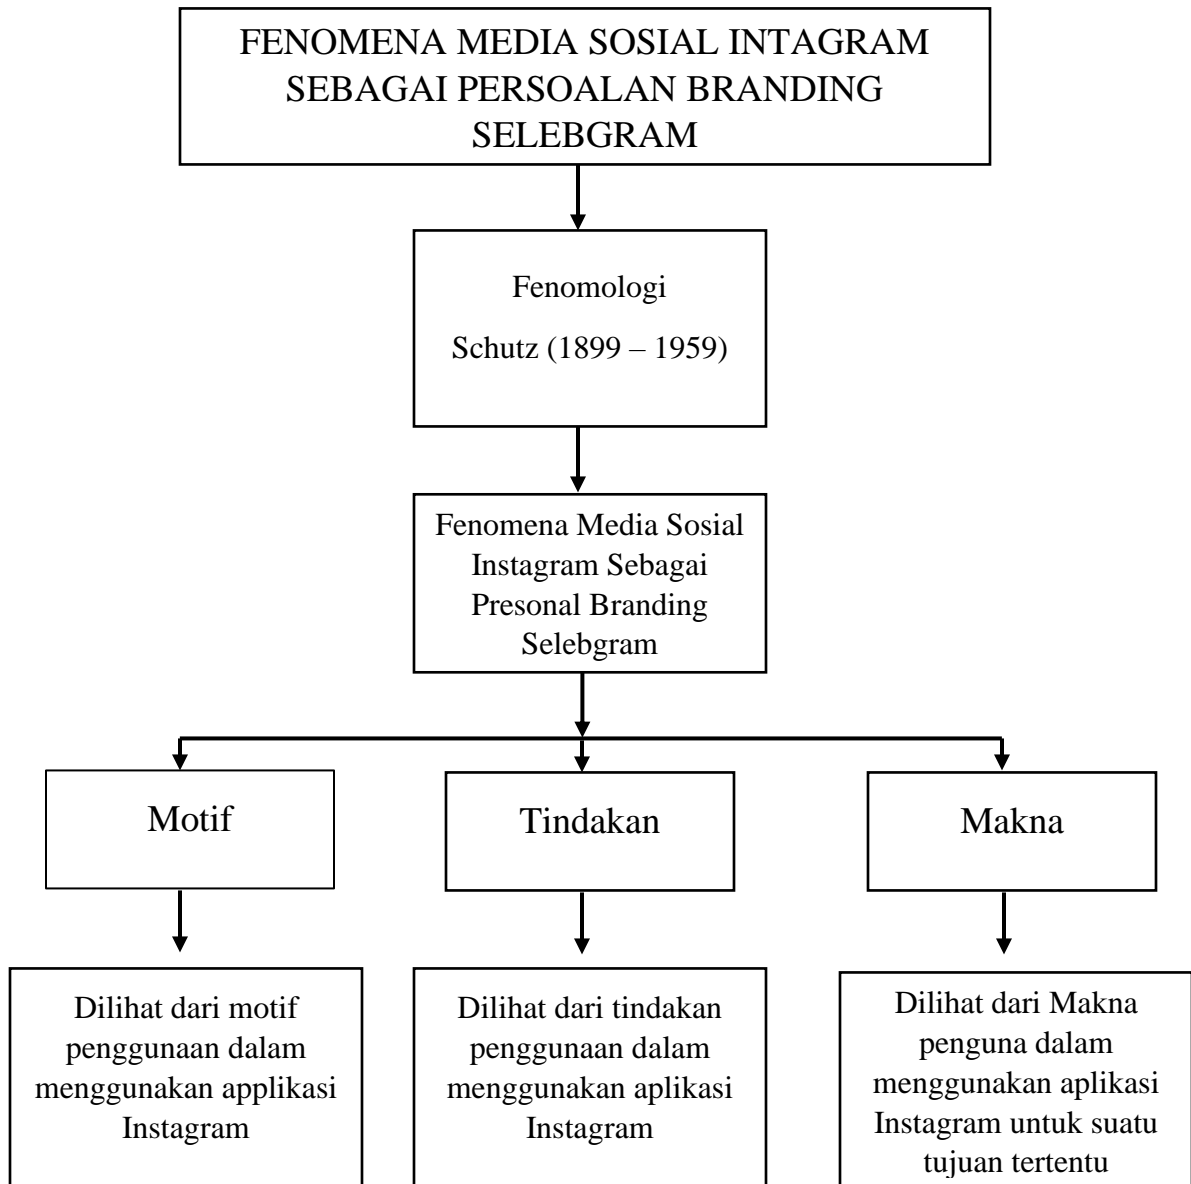 FENOMENA MEDIA SOSIAL INTAGRAM
SEBAGAI PERSOALAN BRANDING
SELEBGRAM
Fenomologi
Schutz (1899 – 1959)
Fenomena Media Sosial
Instagram Sebagai
Presonal Branding
Selebgram
Motif
Tindakan
Makna
Dilihat dari motif
penggunaan dalam
menggunakan applikasi
Instagram
Dilihat dari tindakan
penggunaan dalam
menggunakan aplikasi
Instagram
Dilihat dari Makna
penguna dalam
menggunakan aplikasi
Instagram untuk suatu
tujuan tertentu